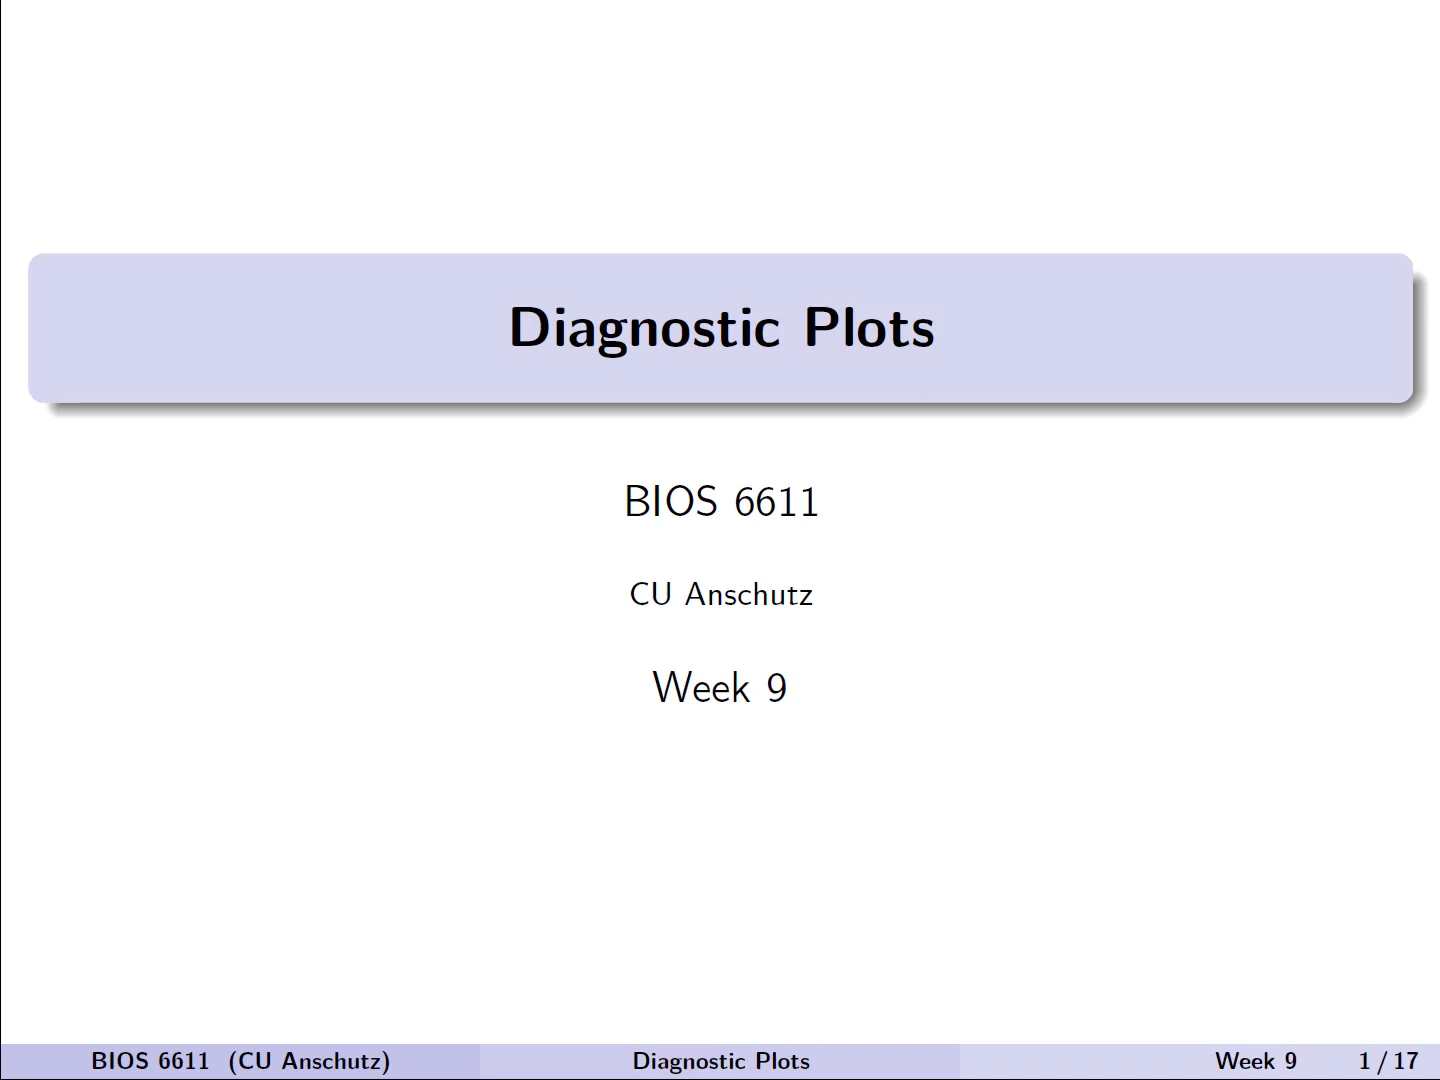 Diagnostic Plots
BIOS 6611
CU Anschutz
Week 9
BIOS 6611 (CU Anschutz) Diagnostic Plots Week 9 1 / 17